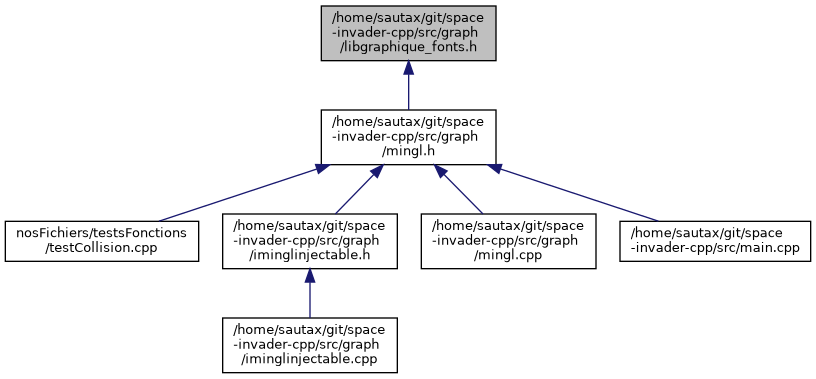 /home/sautax/git/space
-invader-cpp/src/graph
/libgraphique_fonts.h
/home/sautax/git/space
-invader-cpp/src/graph
/mingl.h
nosFichiers/testsFonctions
/testCollision.cpp
/home/sautax/git/space
-invader-cpp/src/graph
/iminglinjectable.h
/home/sautax/git/space
-invader-cpp/src/graph
/mingl.cpp
/home/sautax/git/space
-invader-cpp/src/main.cpp
/home/sautax/git/space
-invader-cpp/src/graph
/iminglinjectable.cpp